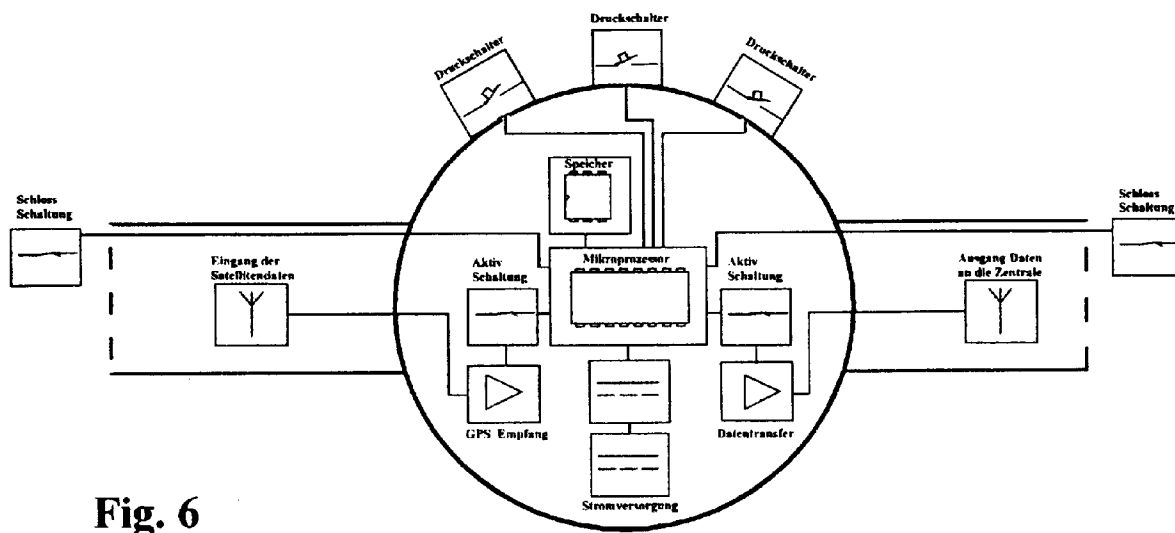 Druckschalter
Druckschalter
Druckschalter
Speicher
Schloss
Schaltung
Schloss
Schaltung
Eingang der
Satellitendaten
Aktiv
Schaltung
Mikroprozessor
Aktiv
Schaltung
Ausgang Daten
an die Zentrale
GPS Empfang
Datentransfer
Stromversorgung
Fig. 6